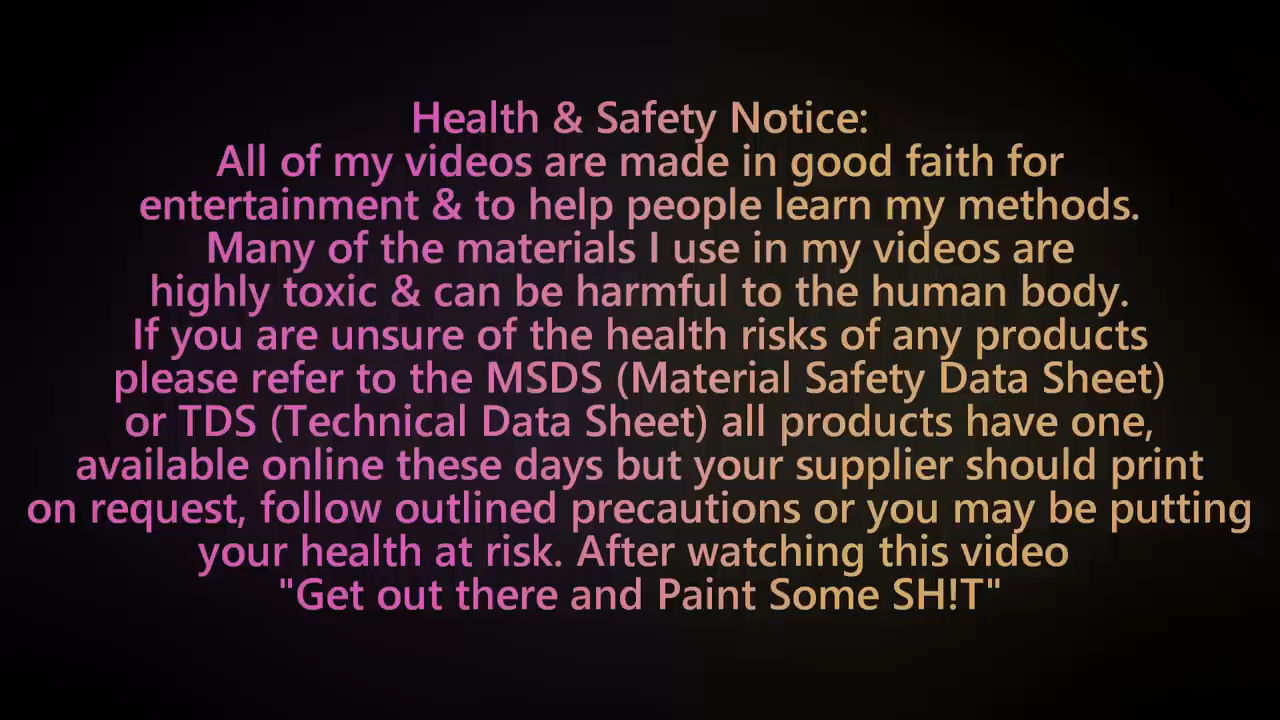 Health & Safety Notice:
All of my videos are made in good faith for
entertainment & to help people learn my methods.
Many of the materials I use in my videos are
highly toxic & can be harmful to the human body.
If you are unsure of the health risks of any products
please refer to the MSDS (Material Safety Data Sheet)
or TDS (Technical Data Sheet) all products have one,
available online these days but your supplier should print
on request, follow outlined precautions or you may be putting
your health at risk. After watching this video
"Get out there and Paint Some SH!T"